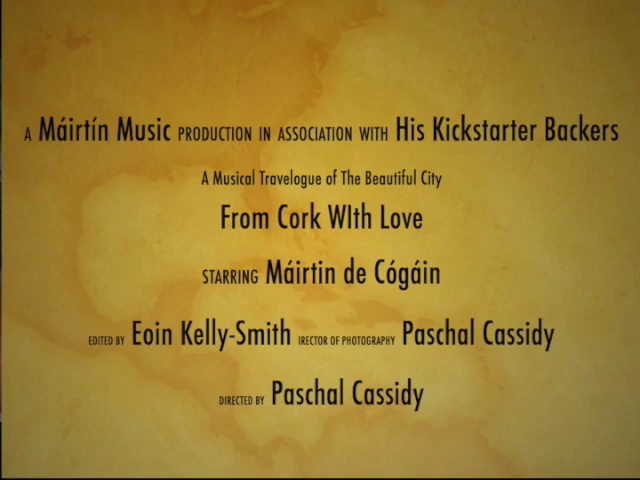 A Máirtín Music PRODUCTION IN ASSOCIATION WITH His Kickstarter Backers
A Musical Travelogue of The Beautiful City
From Cork WIth Love
STARRING Máirtin de Cógáin
EDITED BY Eoin Kelly-Smith IRECTOR OF PHOTOGRAPHY Paschal Cassidy
DIRECTED BY Paschal Cassidy